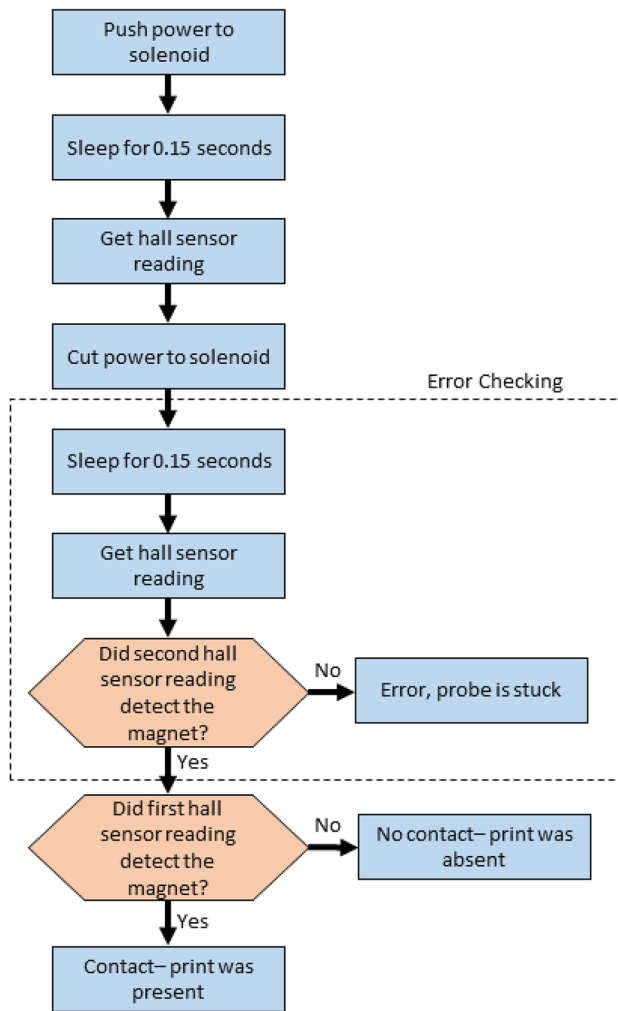 Push power to
solenoid
Sleep for 0.15 seconds
Get hall sensor
reading
Cut power to solenoid
Error Checking
Sleep for 0.15 seconds
Get hall sensor
reading
Did second hall
sensor reading
detect the
magnet?
No
Error, probe is stuck
Yes
Did first hall
sensor reading
detect the
magnet?
No
No contact– print was
absent
Yes
Contact– print was
present